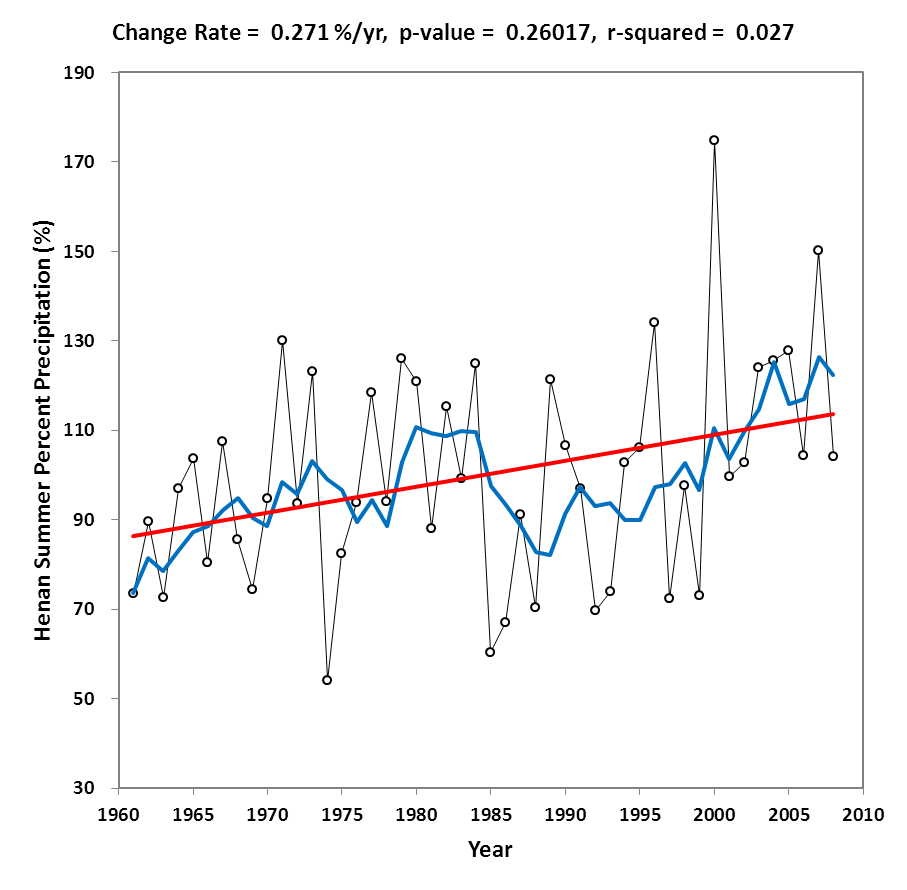 Change Rate = 0.271 %/yr, p-value = 0.26017, r-squared = 0.027
190
170
150
130
110
90
70
50
30
Henan Summer Percent Precipitation (%)
1960 1965 1970 1975 1980 1985 1990 1995 2000 2005 2010
Year